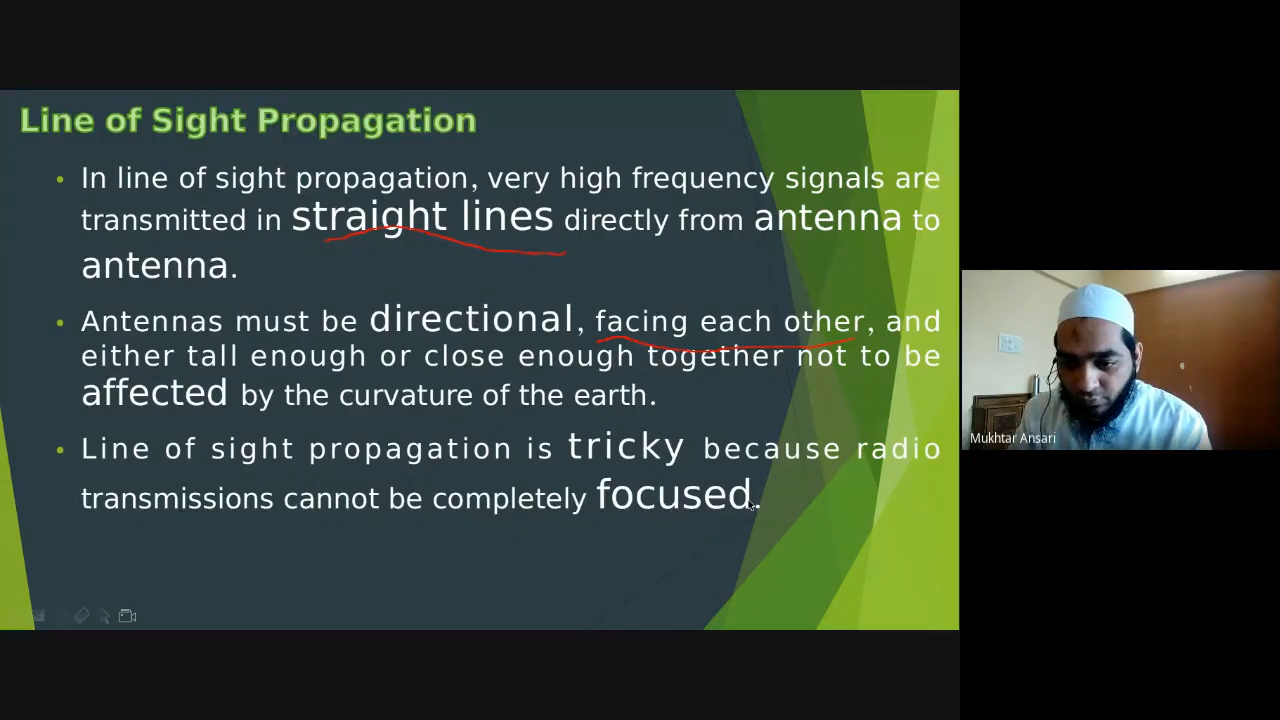 Line of Sight Propagation
• In line of sight propagation, very high frequency signals are
transmitted in straight lines directly from antenna to
antenna.
• Antennas must be directional, facing each other, and
either tall enough or close enough together not to be
affected by the curvature of the earth.
• Line of sight propagation is tricky because radio
transmissions cannot be completely focused.
Mukhtar Ansari